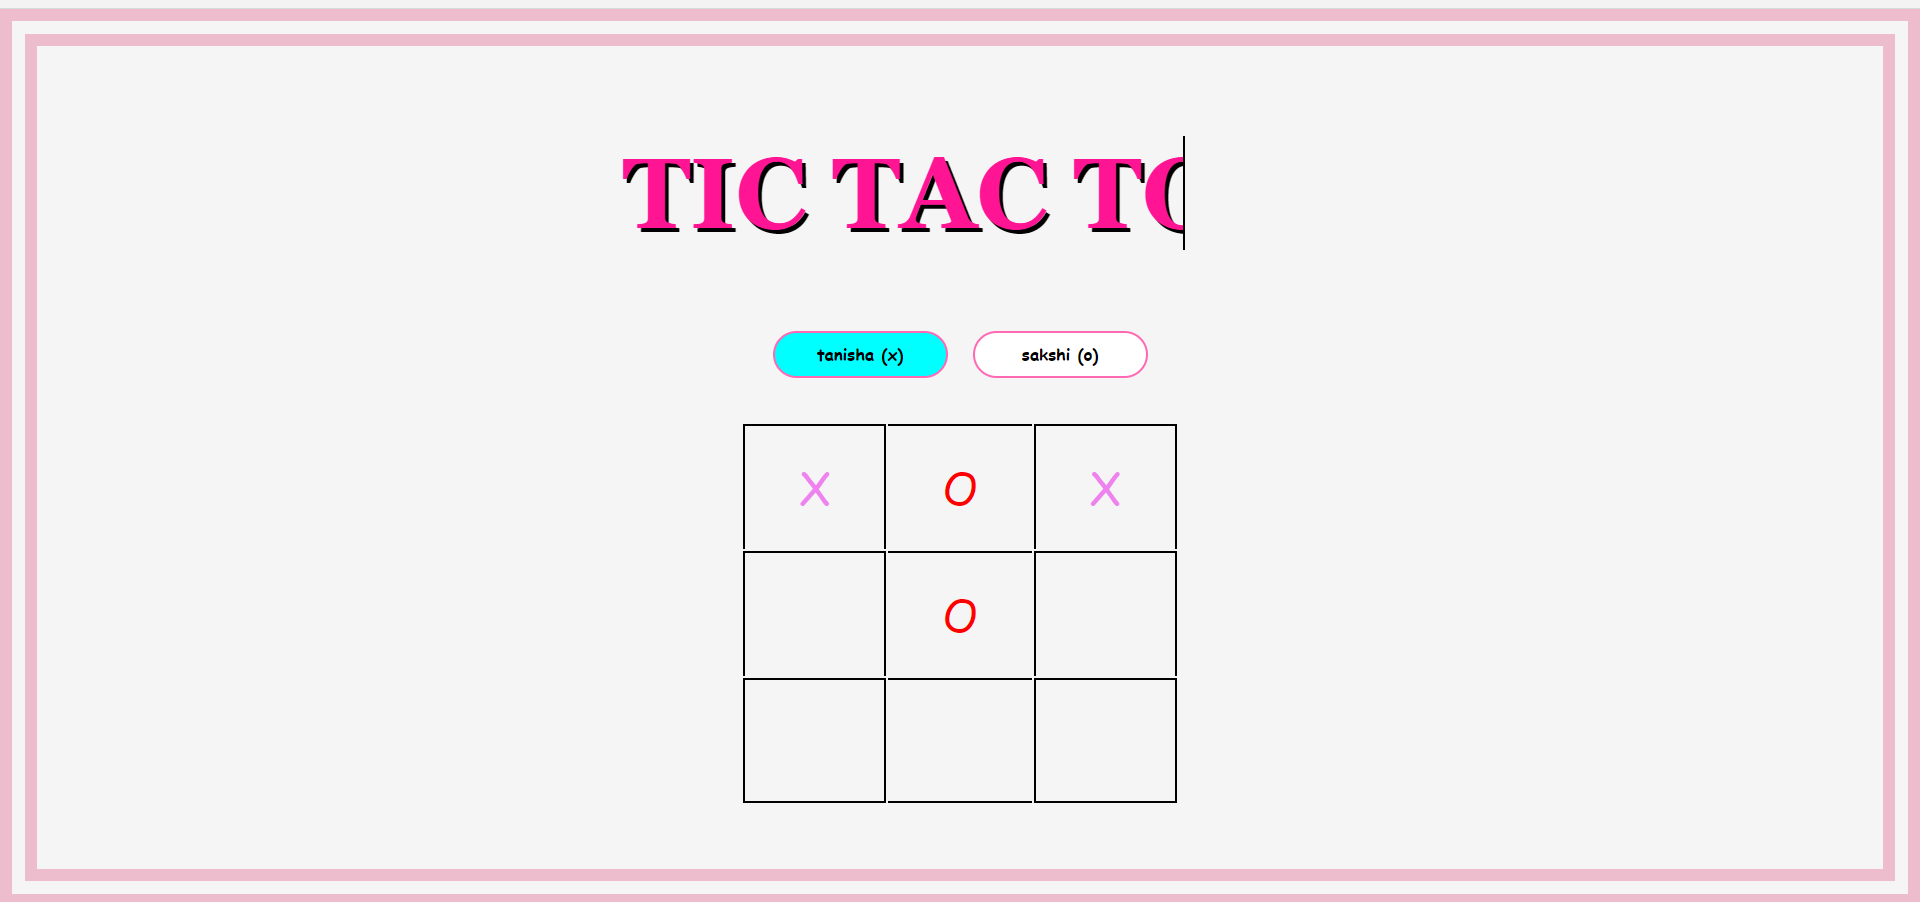 TIC TAC TO
tanisha (x) sakshi (o)
X O X
O